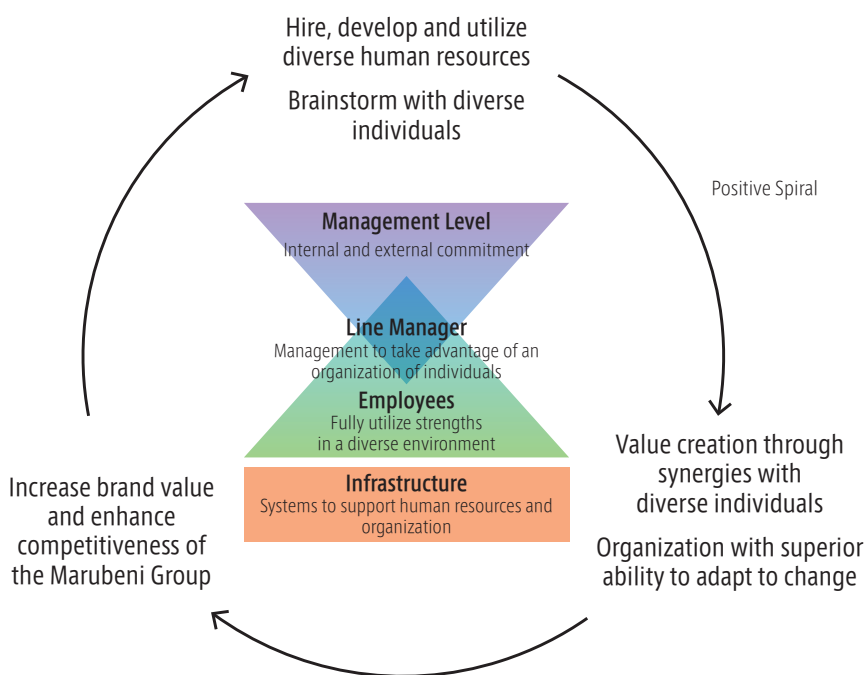 Hire, develop and utilize
diverse human resources
Brainstorm with diverse
individuals
Positive Spiral
Management Level
Internal and external commitment
Line Manager
Management to take advantage of an
organization of individuals
Employees
Fully utilize strengths
in a diverse environment
Infrastructure
Systems to support human resources and
organization
Value creation through
synergies with
diverse individuals
Organization with superior
ability to adapt to change
Increase brand value
and enhance
competitiveness of
the Marubeni Group